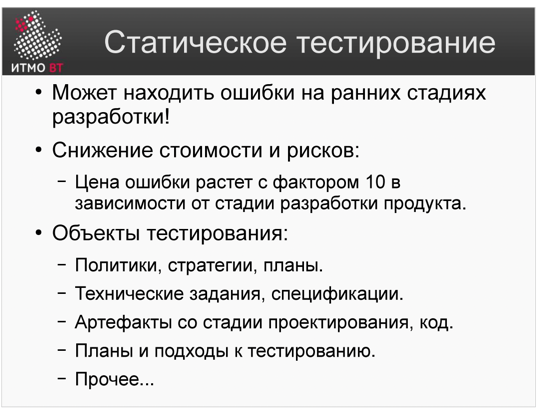 Статическое тестирование
ИТМО ВТ
• Может находить ошибки на ранних стадиях
разработки!
• Снижение стоимости и рисков:
– Цена ошибки растет с фактором 10 в
зависимости от стадии разработки продукта.
• Объекты тестирования:
– Политики, стратегии, планы.
– Технические задания, спецификации.
– Артефакты со стадии проектирования, код.
– Планы и подходы к тестированию.
– Прочее...